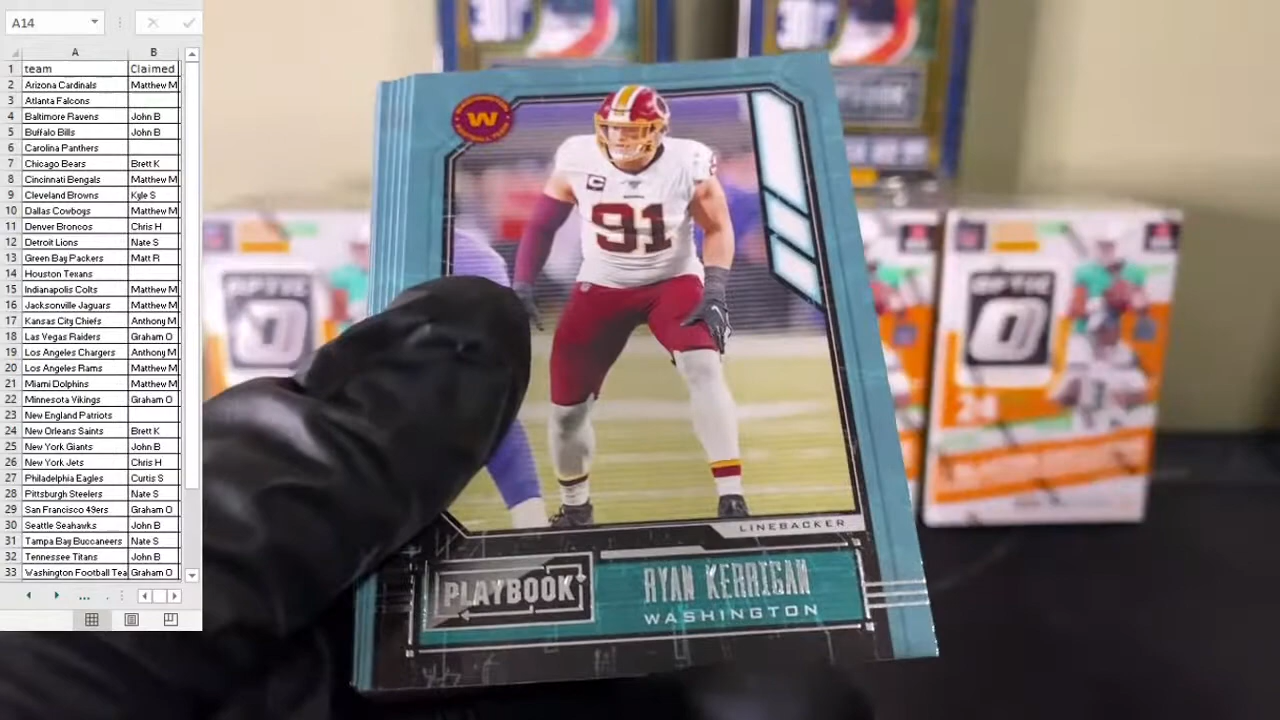 A14
A B
1 team Claimed
2 Arizona Cardinals Matthew M
3 Atlanta Falcons
4 Baltimore Ravens John B
5 Buffalo Bills John B
6 Carolina Panthers
7 Chicago Bears Brett K
8 Cincinnati Bengals Matthew M
9 Cleveland Browns Kyle S
10 Dallas Cowboys Matthew M
11 Denver Broncos Chris H
12 Detroit Lions Nate S
13 Green Bay Packers Matt R
14 Houston Texans
15 Indianapolis Colts Matthew M
16 Jacksonville Jaguars Matthew M
17 Kansas City Chiefs Anthony M
18 Las Vegas Raiders Graham O
19 Los Angeles Chargers Anthony M
20 Los Angeles Rams Matthew M
21 Miami Dolphins Matthew M
22 Minnesota Vikings Graham O
23 New England Patriots
24 New Orleans Saints Brett K
25 New York Giants John B
26 New York Jets Chris H
27 Philadelphia Eagles Curtis S
28 Pittsburgh Steelers Nate S
29 San Francisco 49ers Graham O
30 Seattle Seahawks John B
31 Tampa Bay Buccaneers Nate S
32 Tennessee Titans John B
33 Washington Football Tea Graham O
...
W
91
LINEBACKER
PLAYBOOK
RYAN KERRIGAN
WASHINGTON
OPTIC
OPTIC
24
PLAYBOOK